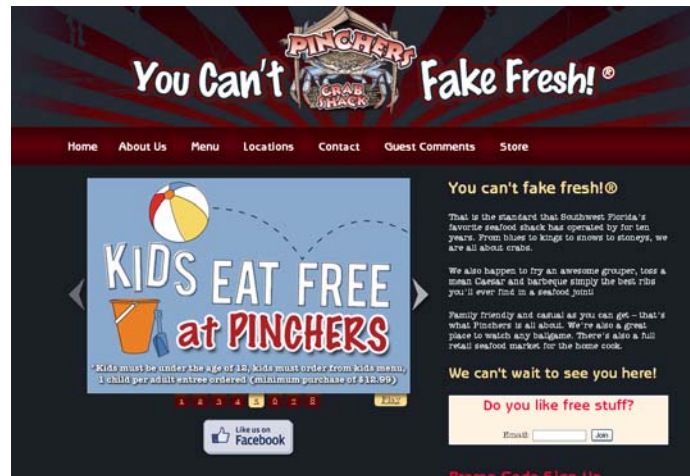 You Can't
PINCHERS
CRAB
SHACK
Fake Fresh! ®
Home About Us Menu Locations Contact Guest Comments Store
KIDS EAT FREE
at PINCHERS
*Kids must be under the age of 12, kids must order from kids menu,
1 child per adult entree ordered (minimum purchase of $12.99)
1 2 3 4 5 6 7 8 Play
Like us on
Facebook
You can't fake fresh!®
That is the standard that Southwest Florida's
favorite seafood shack has operated by for ten
years. From blues to kings to snows to stoneys, we
are all about crabs.
We also happen to fry an awesome grouper, toss a
mean Caesar and barbeque simply the best ribs
you'll ever find in a seafood joint!
Family friendly and casual as you can get – that's
what Pinchers is all about. We're also a great
place to watch any ballgame. There's also a full
retail seafood market for the home cook.
We can't wait to see you here!
Do you like free stuff?
Email: Join
Promo Code Sign Up